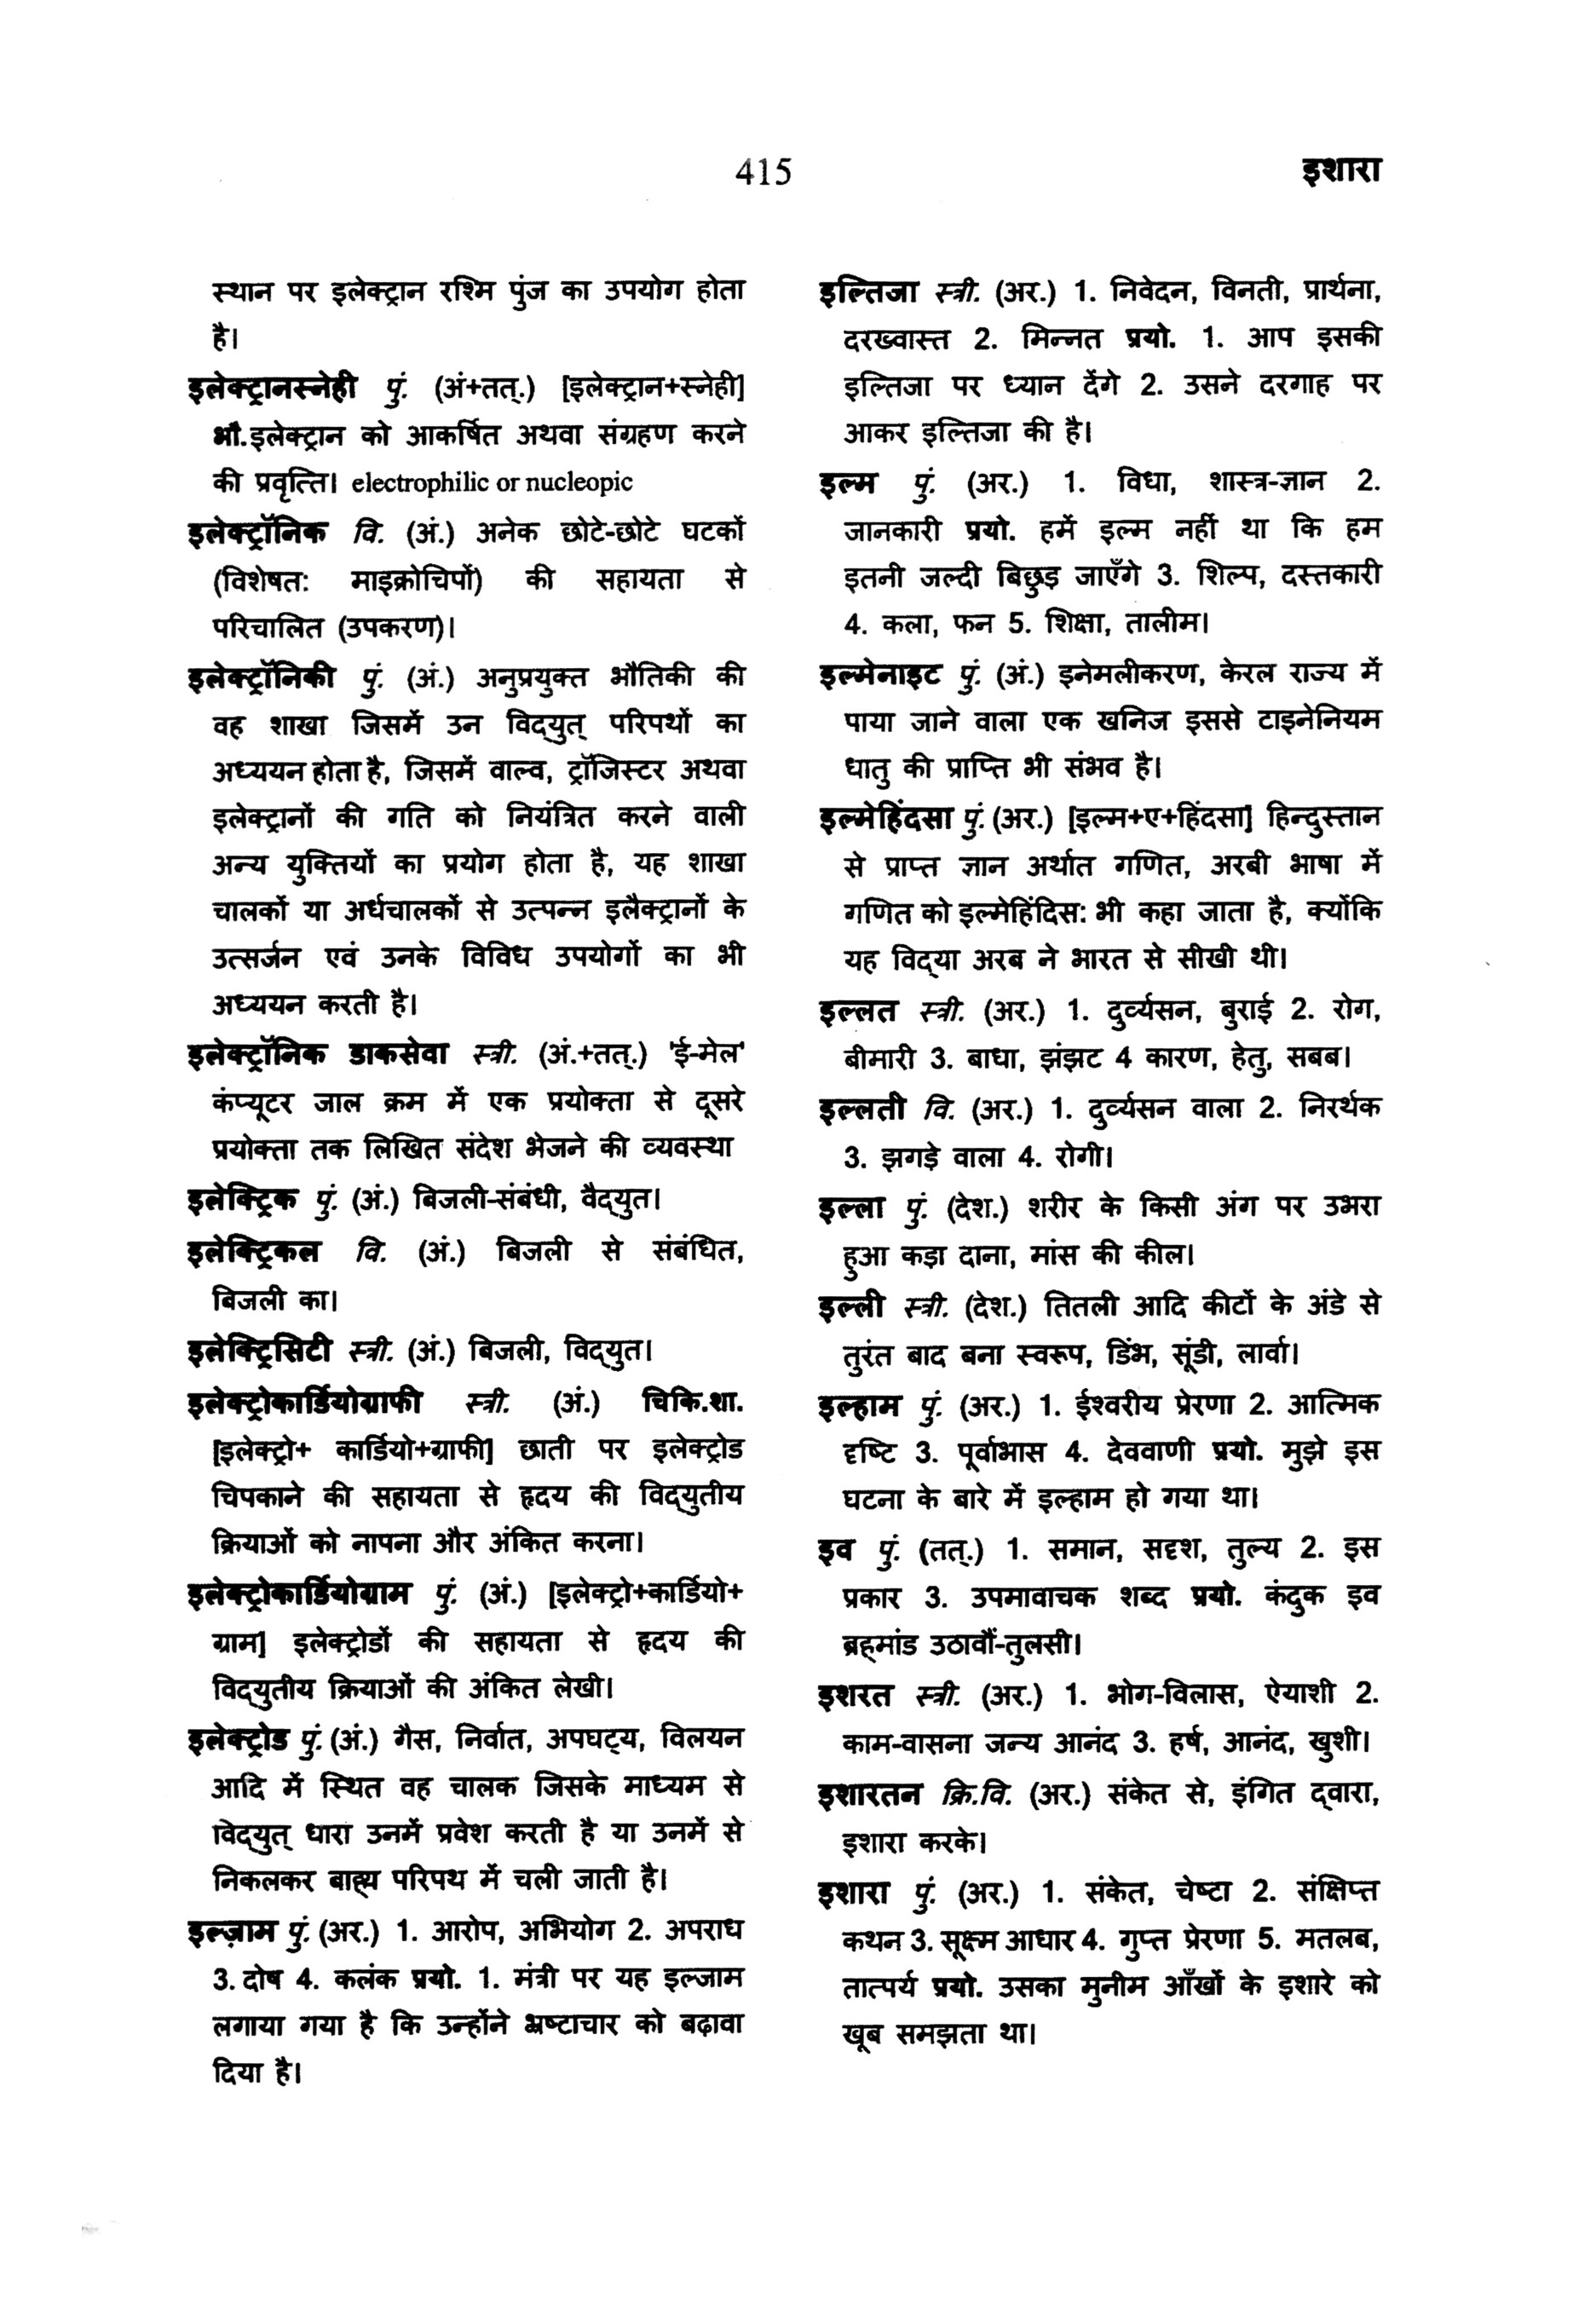 415
इशारा
स्थान पर इलेक्ट्रान रश्मि पुंज का उपयोग होता
है।
इलेक्ट्रानस्नेही पुं. (अं+तत्.) [इलेक्ट्रान+स्नेही]
भौ.इलेक्ट्रान को आकर्षित अथवा संग्रहण करने
की प्रवृत्ति। electrophilic or nucleopic
इलेक्ट्रॉनिक वि. (अं.) अनेक छोटे-छोटे घटकों
(विशेषत: माइक्रोचिपों) की सहायता से
परिचालित (उपकरण)।
इलेक्ट्रॉनिकी पुं. (अं.) अनुप्रयुक्त भौतिकी की
वह शाखा जिसमें उन विद्युत् परिपथों का
अध्ययन होता है, जिसमें वाल्व, ट्रॉजिस्टर अथवा
इलेक्ट्रानों की गति को नियंत्रित करने वाली
अन्य युक्तियों का प्रयोग होता है, यह शाखा
चालकों या अर्धचालकों से उत्पन्न इलैक्ट्रानों के
उत्सर्जन एवं उनके विविध उपयोगों का भी
अध्ययन करती है।
इलेक्ट्रॉनिक डाकसेवा स्त्री. (अं.+तत्.) 'ई-मेल'
कंप्यूटर जाल क्रम में एक प्रयोक्ता से दूसरे
प्रयोक्ता तक लिखित संदेश भेजने की व्यवस्था
इलेक्ट्रिक पुं. (अं.) बिजली-संबंधी, वैद्युत।
इलेक्ट्रिकल वि. (अं.) बिजली से संबंधित,
बिजली का।
इलेक्ट्रिसिटी स्त्री. (अं.) बिजली, विद्युत।
इलेक्ट्रोकार्डियोग्राफी स्त्री. (अं.) चिकि.शा.
[इलेक्ट्रो+ कार्डियो+ग्राफी] छाती पर इलेक्ट्रोड
चिपकाने की सहायता से हृदय की विद्युतीय
क्रियाओं को नापना और अंकित करना।
इलेक्ट्रोकार्डियोग्राम पुं. (अं.) [इलेक्ट्रो+कार्डियो+
ग्राम] इलेक्ट्रोडों की सहायता से हृदय की
विद्युतीय क्रियाओं की अंकित लेखी।
इलेक्ट्रोड पुं. (अं.) गैस, निर्वात, अपघट्य, विलयन
आदि में स्थित वह चालक जिसके माध्यम से
विद्युत् धारा उनमें प्रवेश करती है या उनमें से
निकलकर बाह्य परिपथ में चली जाती है।
इल्ज़ाम पुं. (अर.) 1. आरोप, अभियोग 2. अपराध
3. दोष 4. कलंक प्रयो. 1. मंत्री पर यह इल्जाम
लगाया गया है कि उन्होंने भ्रष्टाचार को बढ़ावा
दिया है।
इल्तिजा स्त्री. (अर.) 1. निवेदन, विनती, प्रार्थना,
दरख्वास्त 2. मिन्नत प्रयो. 1. आप इसकी
इल्तिजा पर ध्यान देंगे 2. उसने दरगाह पर
आकर इल्तिजा की है।
इल्म पुं. (अर.) 1. विधा, शास्त्र-ज्ञान 2.
जानकारी प्रयो. हमें इल्म नहीं था कि हम
इतनी जल्दी बिछुड़ जाएँगे 3. शिल्प, दस्तकारी
4. कला, फन 5. शिक्षा, तालीम।
इल्मेनाइट पुं. (अं.) इनेमलीकरण, केरल राज्य में
पाया जाने वाला एक खनिज इससे टाइनेनियम
धातु की प्राप्ति भी संभव है।
इल्मेहिंदसा पुं. (अर.) [इल्म+ए+हिंदसा] हिन्दुस्तान
से प्राप्त ज्ञान अर्थात गणित, अरबी भाषा में
गणित को इल्मेहिंदिस: भी कहा जाता है, क्योंकि
यह विद्या अरब ने भारत से सीखी थी।
इल्लत स्त्री. (अर.) 1. दुर्व्यसन, बुराई 2. रोग,
बीमारी 3. बाधा, झंझट 4 कारण, हेतु, सबब।
इल्लती वि. (अर.) 1. दुर्व्यसन वाला 2. निरर्थक
3. झगड़े वाला 4. रोगी।
इल्ला पुं. (देश.) शरीर के किसी अंग पर उभरा
हुआ कड़ा दाना, मांस की कील।
इल्ली स्त्री. (देश.) तितली आदि कीटों के अंडे से
तुरंत बाद बना स्वरूप, डिंभ, सूंडी, लार्वा।
इल्हाम पुं. (अर.) 1. ईश्वरीय प्रेरणा 2. आत्मिक
दृष्टि 3. पूर्वाभास 4. देववाणी प्रयो. मुझे इस
घटना के बारे में इल्हाम हो गया था।
इव पुं. (तत्.) 1. समान, सदृश, तुल्य 2. इस
प्रकार 3. उपमावाचक शब्द प्रयो. कंदुक इव
ब्रह्मांड उठावौं-तुलसी।
इशरत स्त्री. (अर.) 1. भोग-विलास, ऐयाशी 2.
काम-वासना जन्य आनंद 3. हर्ष, आनंद, खुशी।
इशारतन क्रि.वि. (अर.) संकेत से, इंगित द्वारा,
इशारा करके।
इशारा पुं. (अर.) 1. संकेत, चेष्टा 2. संक्षिप्त
कथन 3. सूक्ष्म आधार 4. गुप्त प्रेरणा 5. मतलब,
तात्पर्य प्रयो. उसका मुनीम आँखों के इशारे को
खूब समझता था।